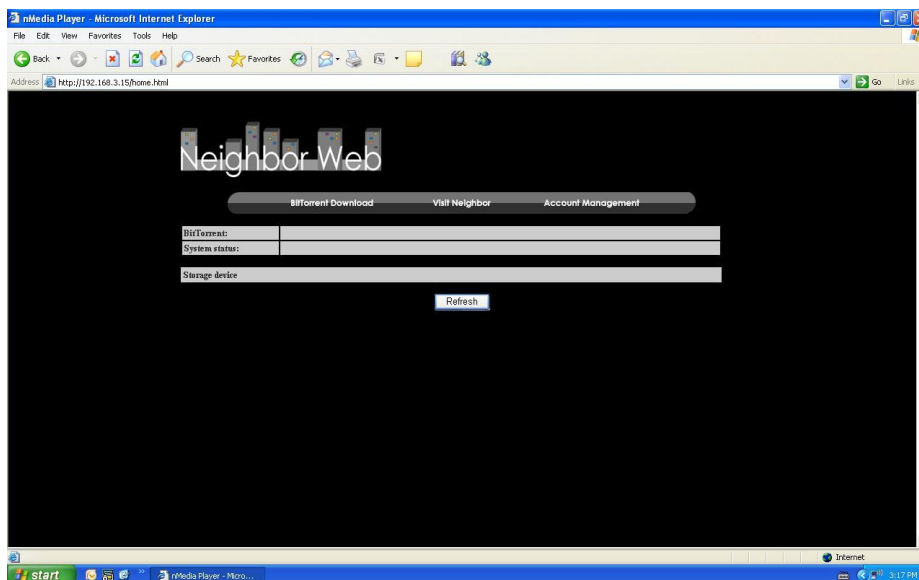 nMedia Player - Microsoft Internet Explorer
File Edit View Favorites Tools Help
Back Search Favorites
Address http://192.168.3.15/home.html Go Links
Neighbor Web
BitTorrent Download Visit Neighbor Account Management
BitTorrent:
System status:
Storage device
Refresh
Internet
start nMedia Player - Micro... 3:17 PM